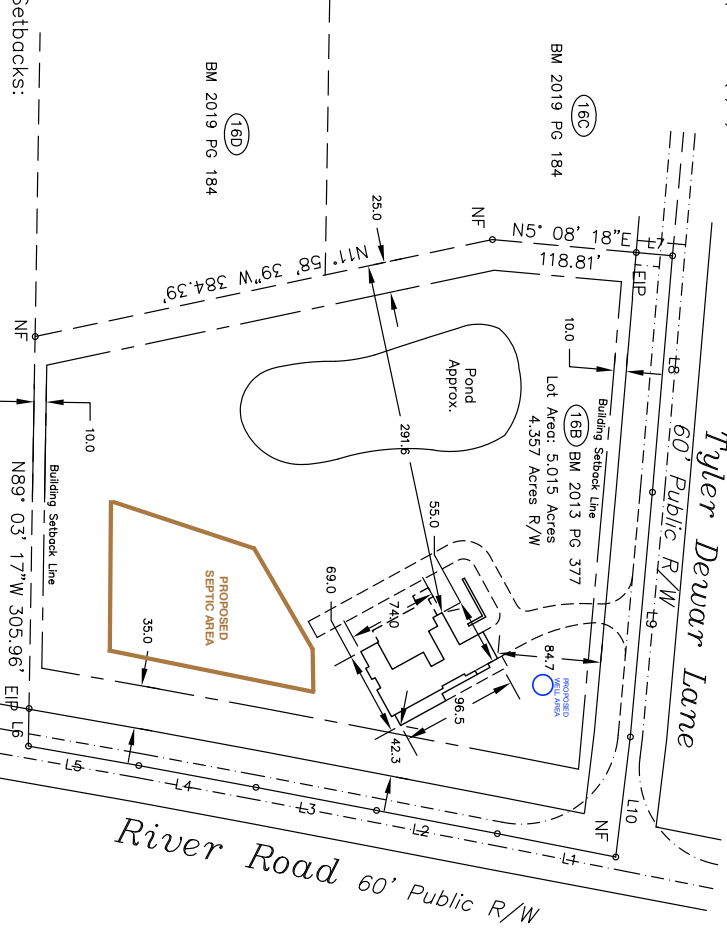 Setbacks:
16D
BM 2019 PG 184
16C
BM 2019 PG 184
NF
N5° 08' 18"E
118.81'
L7
EIP
25.0
N11° 58' 39"W 384.39'
NF
10.0
L8
Building Setback Line
16B BM 2013 PG 377
Lot Area: 5.015 Acres
4.357 Acres R/W
Pond
Approx.
291.6
55.0
Tyler Dewar Lane
60' Public R/W
L9
L10
NF
84.7
PROPOSED
WELL AREA
69.0
74.0
96.5
42.3
PROPOSED
SEPTIC AREA
35.0
10.0
Building Setback Line
N89° 03' 17"W 305.96'
EIP
L6
L5
L4
L3
L2
L1
River Road 60' Public R/W